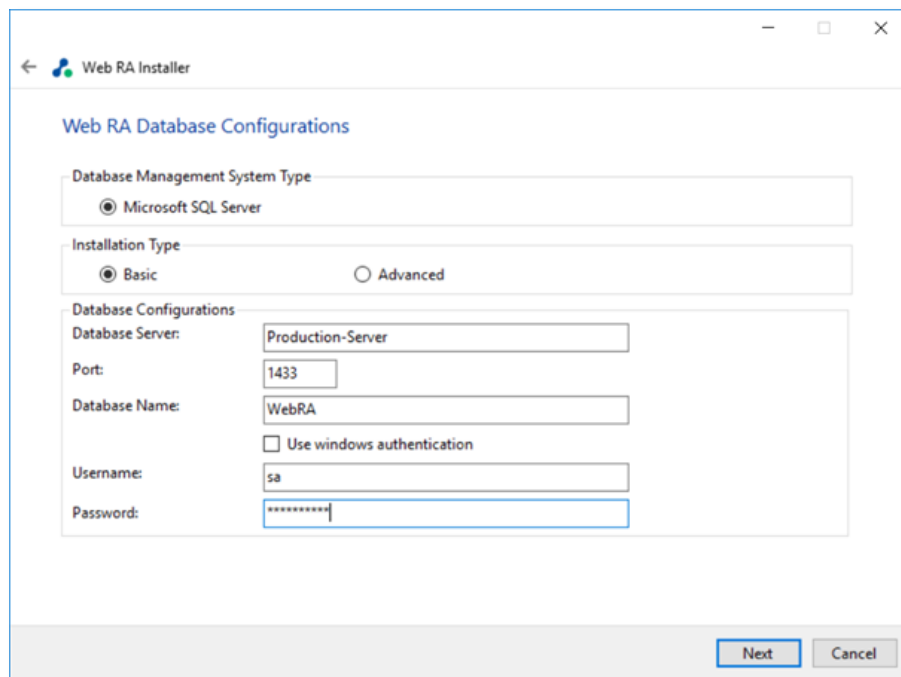 Web RA Installer
Web RA Database Configurations
Database Management System Type
Microsoft SQL Server
Installation Type
Basic Advanced
Database Configurations
Database Server: Production-Server
Port: 1433
Database Name: WebRA
Use windows authentication
Username: sa
Password: **********
Next Cancel